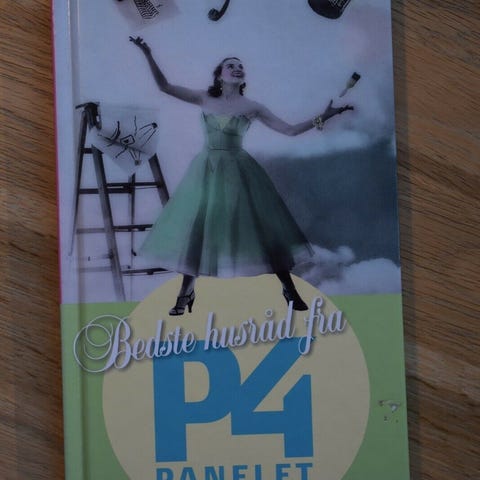 Bedste husråd fra
P4
PANELET